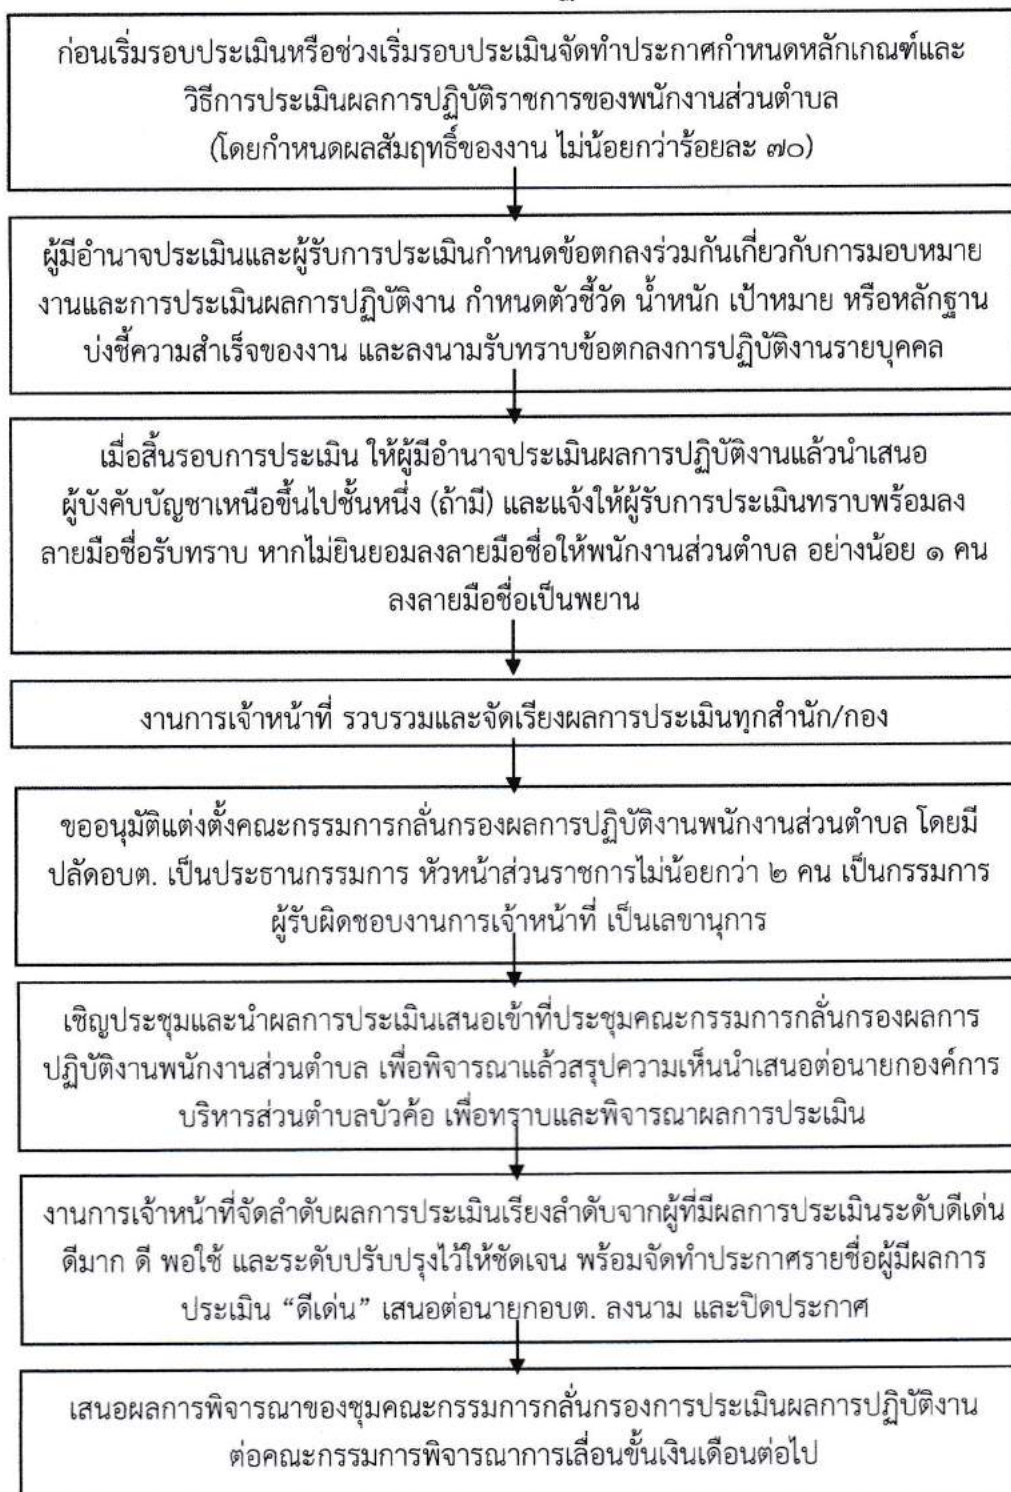 ก่อนเริ่มรอบประเมินหรือช่วงเริ่มรอบประเมินจัดทำประกาศกำหนดหลักเกณฑ์และ
วิธีการประเมินผลการปฏิบัติราชการของพนักงานส่วนตำบล
(โดยกำหนดผลสัมฤทธิ์ของงาน ไม่น้อยกว่าร้อยละ ๗๐)
ผู้มีอำนาจประเมินและผู้รับการประเมินกำหนดข้อตกลงร่วมกันเกี่ยวกับการมอบหมาย
งานและการประเมินผลการปฏิบัติงาน กำหนดตัวชี้วัด น้ำหนัก เป้าหมาย หรือหลักฐาน
บ่งชี้ความสำเร็จของงาน และลงนามรับทราบข้อตกลงการปฏิบัติงานรายบุคคล
เมื่อสิ้นรอบการประเมิน ให้ผู้มีอำนาจประเมินผลการปฏิบัติงานแล้วนำเสนอ
ผู้บังคับบัญชาเหนือขึ้นไปชั้นหนึ่ง (ถ้ามี) และแจ้งให้ผู้รับการประเมินทราบพร้อมลง
ลายมือชื่อรับทราบ หากไม่ยินยอมลงลายมือชื่อให้พนักงานส่วนตำบล อย่างน้อย ๑ คน
ลงลายมือชื่อเป็นพยาน
งานการเจ้าหน้าที่ รวบรวมและจัดเรียงผลการประเมินทุกสำนัก/กอง
ขออนุมัติแต่งตั้งคณะกรรมการกลั่นกรองผลการปฏิบัติงานพนักงานส่วนตำบล โดยมี
ปลัดอบต. เป็นประธานกรรมการ หัวหน้าส่วนราชการไม่น้อยกว่า ๒ คน เป็นกรรมการ
ผู้รับผิดชอบงานการเจ้าหน้าที่ เป็นเลขานุการ
เชิญประชุมและนำผลการประเมินเสนอเข้าที่ประชุมคณะกรรมการกลั่นกรองผลการ
ปฏิบัติงานพนักงานส่วนตำบล เพื่อพิจารณาแล้วสรุปความเห็นนำเสนอต่อนายกองค์การ
บริหารส่วนตำบลบัวค้อ เพื่อทราบและพิจารณาผลการประเมิน
งานการเจ้าหน้าที่จัดลำดับผลการประเมินเรียงลำดับจากผู้ที่มีผลการประเมินระดับดีเด่น
ดีมาก ดี พอใช้ และระดับปรับปรุงไว้ให้ชัดเจน พร้อมจัดทำประกาศรายชื่อผู้มีผลการ
ประเมิน “ดีเด่น” เสนอต่อนายกอบต. ลงนาม และปิดประกาศ
เสนอผลการพิจารณาของชุมคณะกรรมการกลั่นกรองการประเมินผลการปฏิบัติงาน
ต่อคณะกรรมการพิจารณาการเลื่อนขั้นเงินเดือนต่อไป